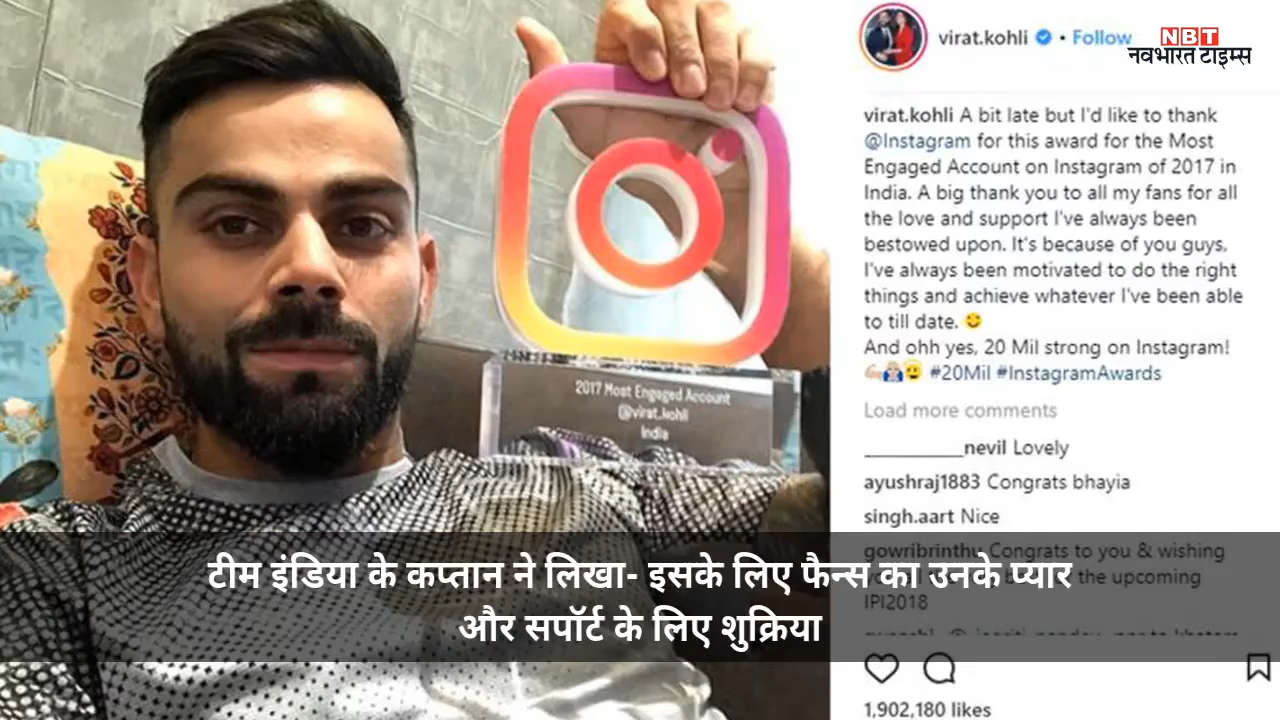 virat.kohli • Follow
NBT
नवभारत टाइम्स
virat.kohli A bit late but I'd like to thank
@Instagram for this award for the Most
Engaged Account on Instagram of 2017 in
India. A big thank you to all my fans for all
the love and support I've always been
bestowed upon. It's because of you guys,
I've always been motivated to do the right
things and achieve whatever I've been able
to till date. 😊
And ohh yes, 20 Mil strong on Instagram!
#20Mil #InstagramAwards
Load more comments
____________nevil Lovely
ayushraj1883 Congrats bhayia
singh.aart Nice
gowribrinthu Congrats to you & wishing
the upcoming
IPl2018
2017 Most Engaged Account
@virat.kohli
India
टीम इंडिया के कप्तान ने लिखा- इसके लिए फैन्स का उनके प्यार
और सपॉर्ट के लिए शुक्रिया
1,902,180 likes